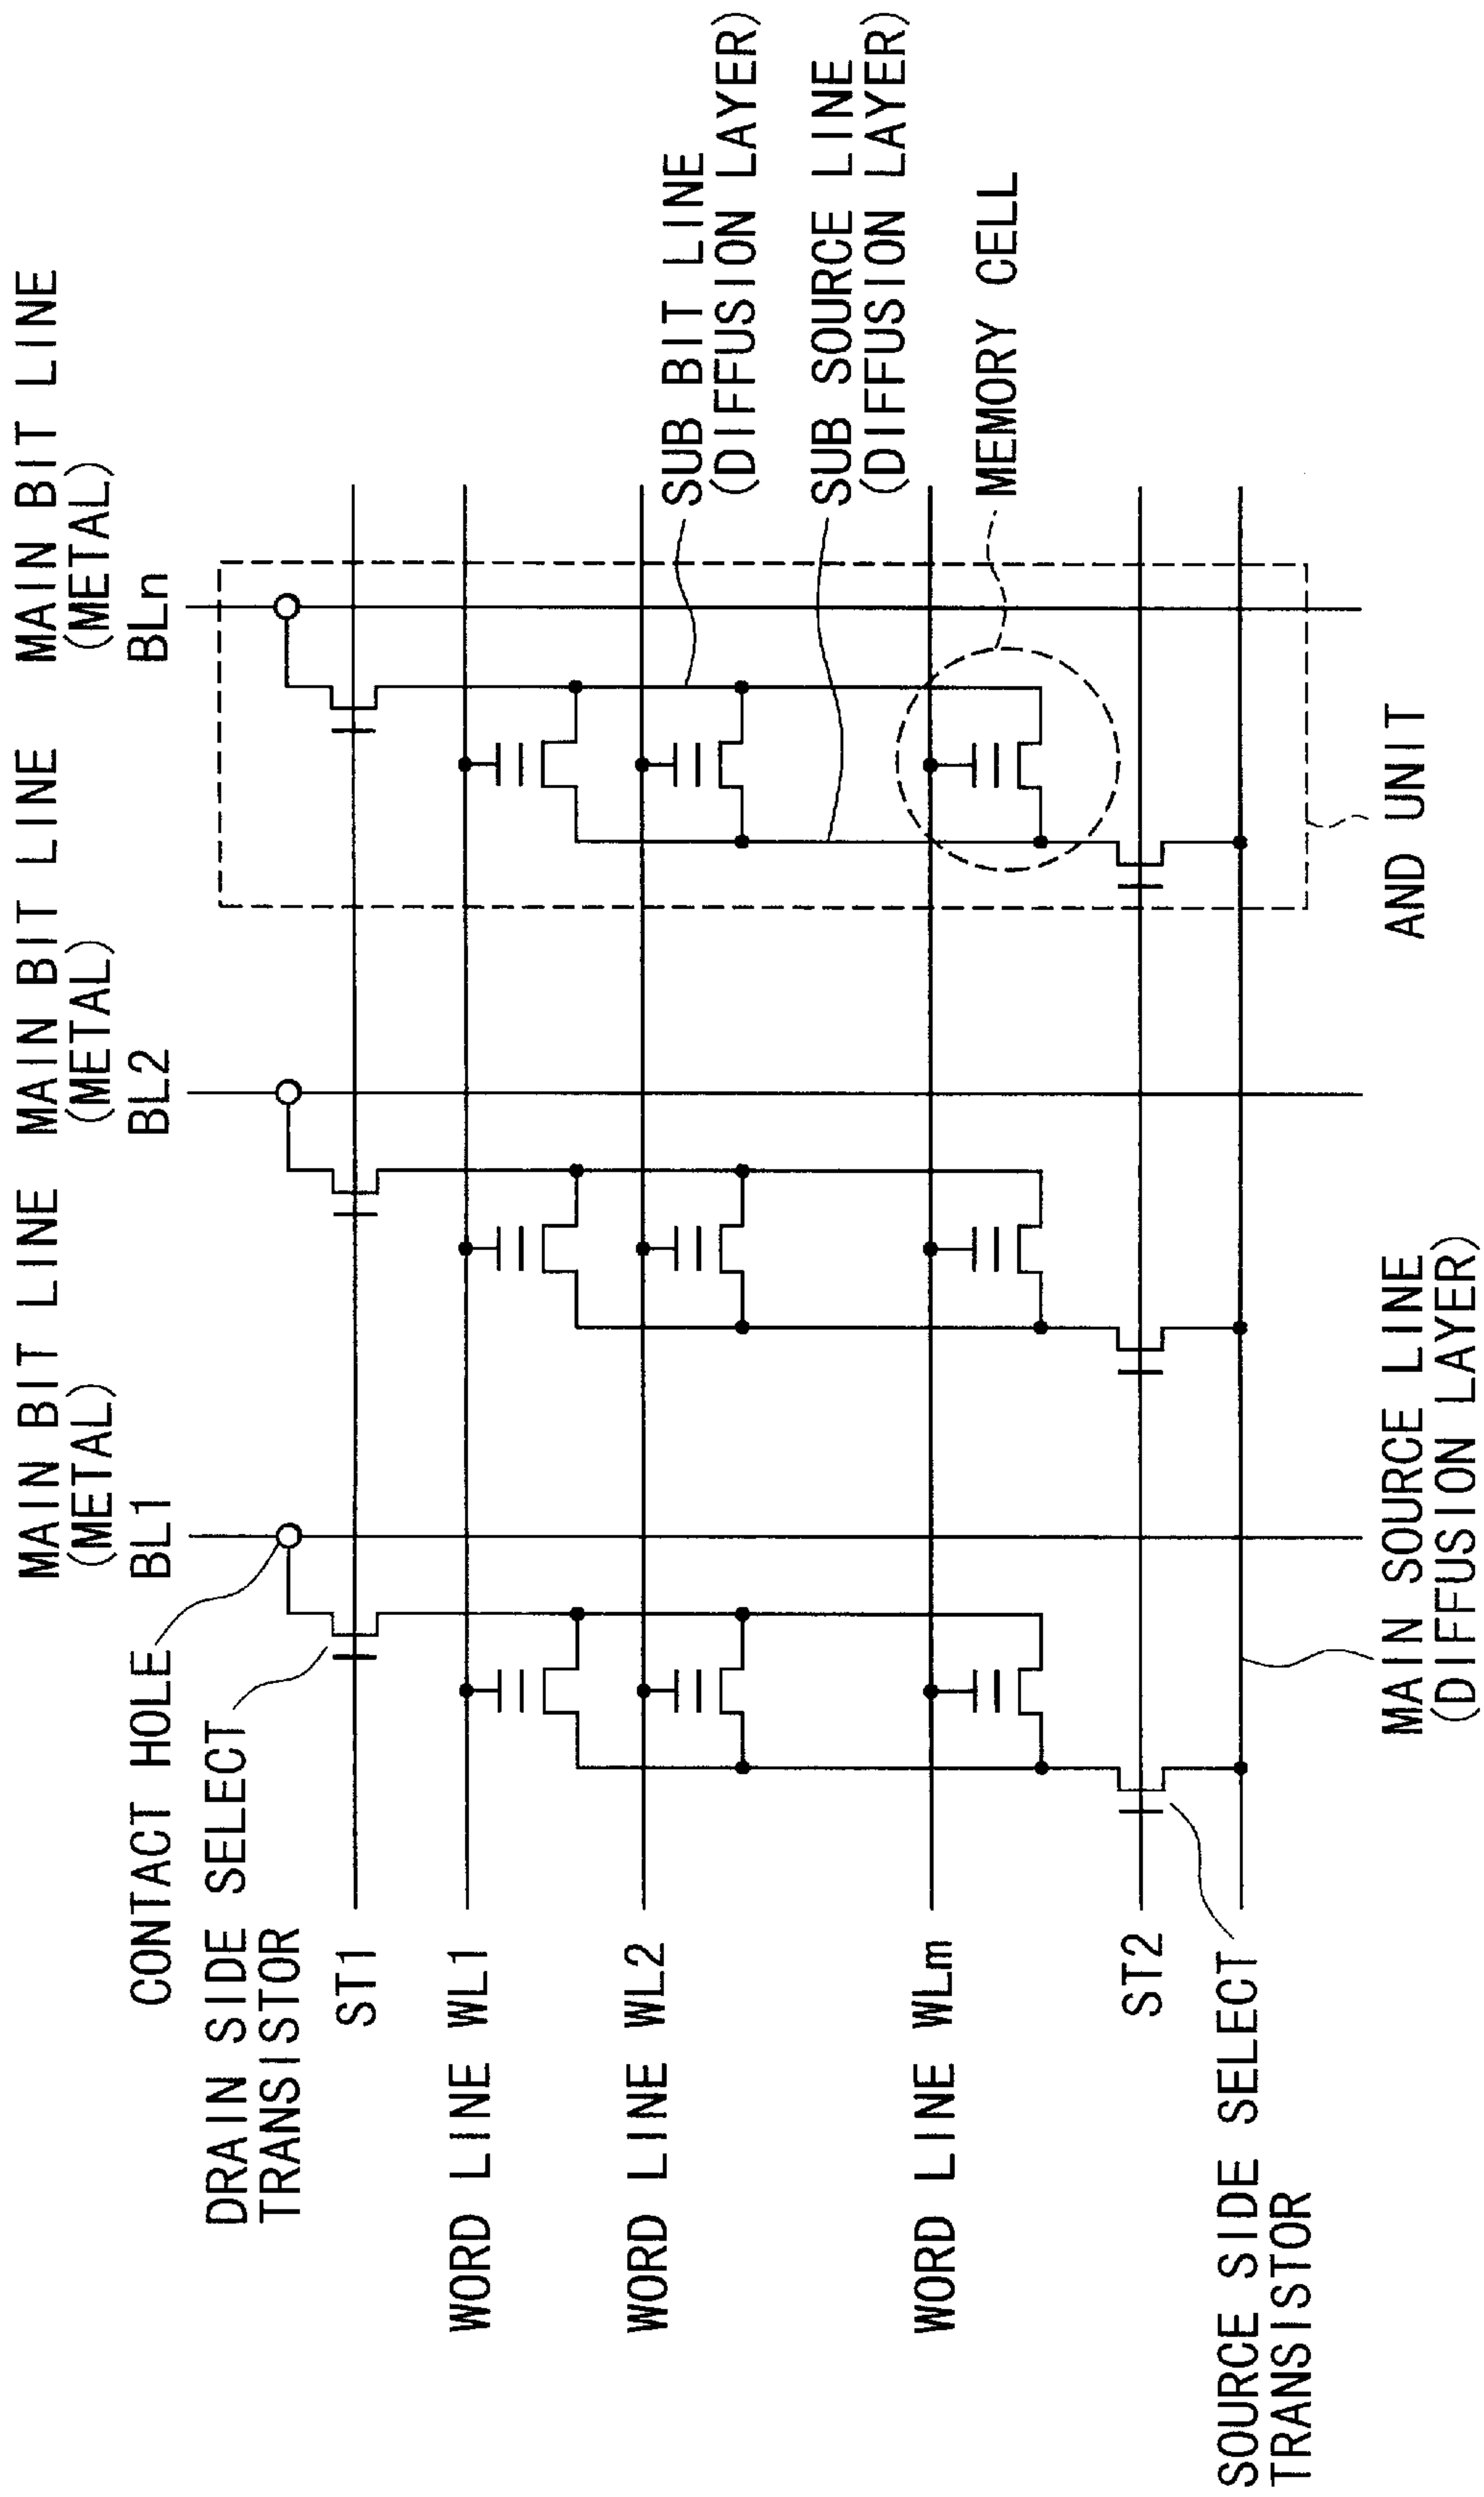 MAIN BIT LINE
(METAL)
BL1
MAIN BIT LINE
(METAL)
BL2
MAIN BIT LINE
(METAL)
BLn
CONTACT HOLE
DRAIN SIDE SELECT
TRANSISTOR
ST1
WORD LINE WL1
WORD LINE WL2
WORD LINE WLm
ST2
SOURCE SIDE SELECT
TRANSISTOR
SUB BIT LINE
(DIFFUSION LAYER)
SUB SOURCE LINE
(DIFFUSION LAYER)
MEMORY CELL
MAIN SOURCE LINE
(DIFFUSION LAYER)
AND UNIT